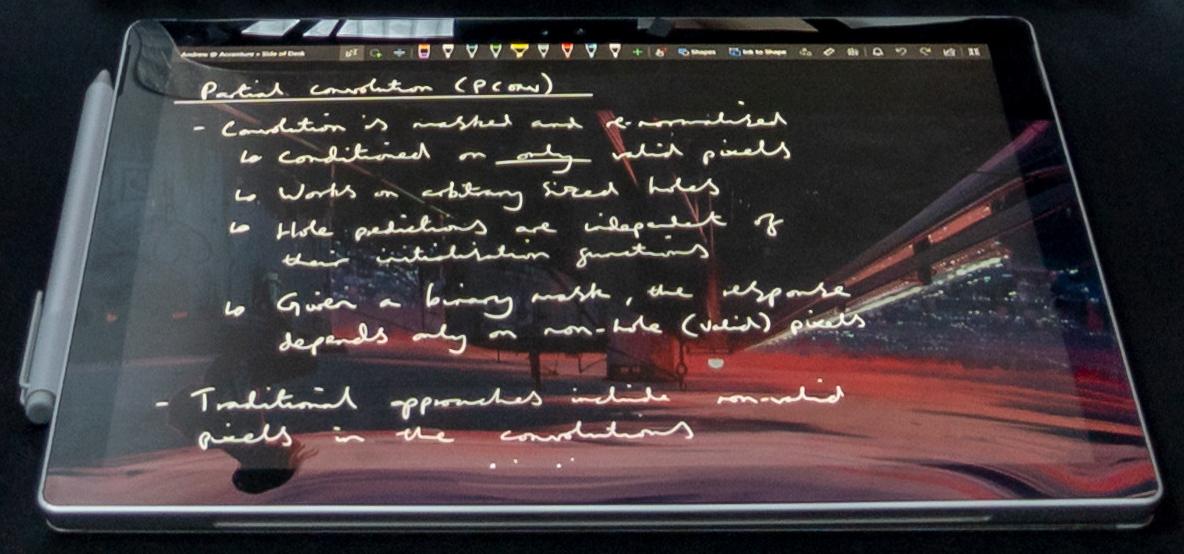 Andrew @ Accenture • Side of Desk
Shapes
Ink to Shape
Partial convolution (PConv)
- Convolution is masked and re-normalised
↳ Conditioned on only valid pixels
↳ Works on arbitrary sized holes
↳ Hole predictions are independent of
their initialisation functions
↳ Given a binary mask, the response
depends only on non-hole (valid) pixels
- Traditional approaches include non-valid
pixels in the convolutions